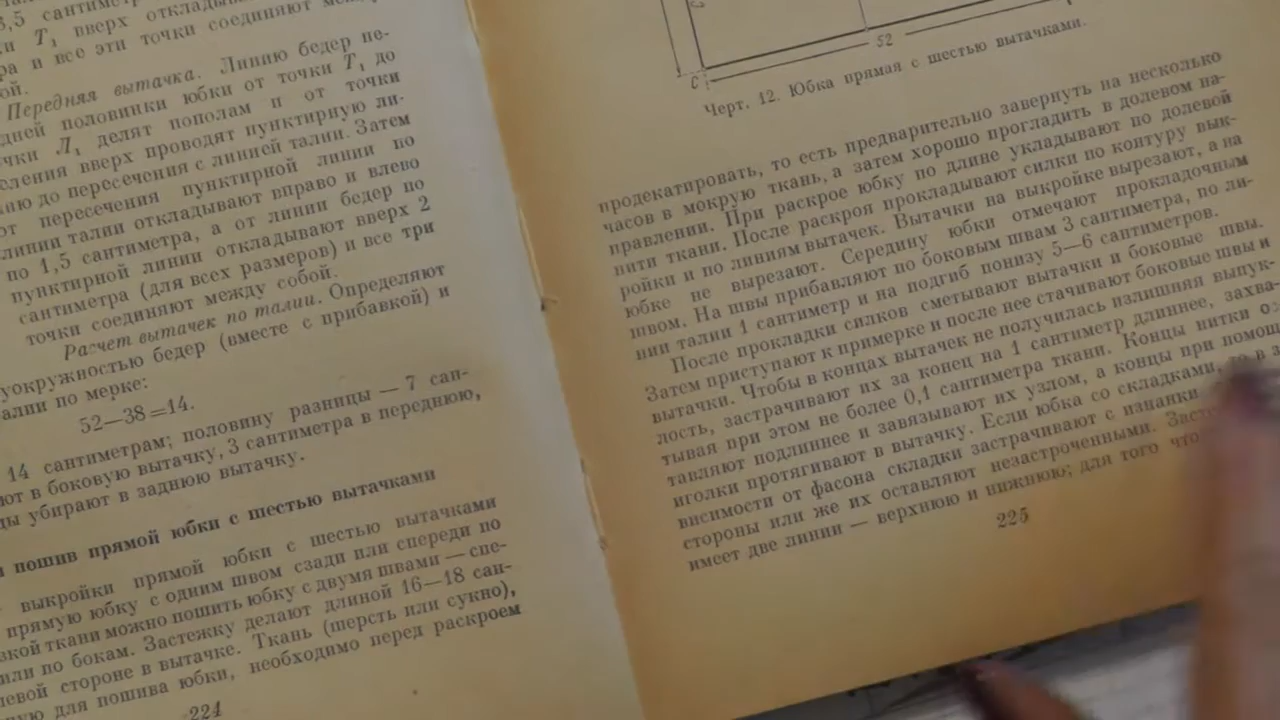 3,5
T₁ вверх
и все эти точки соединяют
ой.
Передняя вытачка. Линию бедер пе-
дней половинки юбки от точки Т₁ до
чки Л₁ делят пополам и от точки
ления вверх проводят пунктирную ли-
нию до пересечения с линией талии. Затем
от пересечения пунктирной линии по
линии талии откладывают вправо и влево
по 1,5 сантиметра, а от линии бедер по
пунктирной линии откладывают вверх 2
сантиметра (для всех размеров) и все три
точки соединяют между собой.
Расчет вытачек по талии. Определяют
уокружностью бедер (вместе с прибавкой) и
алии по мерке:
52—38=14.
14 сантиметрам; половину разницы — 7 сан-
ют в боковую вытачку, 3 сантиметра в переднюю,
ды убирают в заднюю вытачку.
и пошив прямой юбки с шестью вытачками
выкройки прямой юбки с шестью вытачками
прямую юбку с одним швом сзади или спереди по
зкой ткани можно пошить юбку с двумя швами — спе-
или по бокам. Застежку делают длиной 16—18 сан-
левой стороне в вытачке. Ткань (шерсть или сукно),
ную для пошива юбки, необходимо перед раскроем
224
С
52
Черт. 12. Юбка прямая с шестью вытачками.
продекатировать, то есть предварительно завернуть на несколько
часов в мокрую ткань, а затем хорошо прогладить в долевом на-
правлении. При раскрое юбку по длине укладывают по долевой
нити ткани. После раскроя прокладывают силки по контуру вык-
ройки и по линиям вытачек. Вытачки на выкройке вырезают, а на
юбке не вырезают. Середину юбки отмечают прокладочным
швом. На швы прибавляют по боковым швам 3 сантиметра, по ли-
нии талии 1 сантиметр и на подгиб понизу 5—6 сантиметров.
После прокладки силков сметывают вытачки и боковые швы.
Затем приступают к примерке и после нее стачивают боковые швы и
вытачки. Чтобы в концах вытачек не получилась излишняя выпук-
лость, застрачивают их за конец на 1 сантиметр длиннее, захва-
тывая при этом не более 0,1 сантиметра ткани. Концы нитки
тавляют подлиннее и завязывают их узлом, а концы при помощи
иголки протягивают в вытачку. Если юбка со складками,
висимости от фасона складки застрачивают с изнанки
стороны или же их оставляют незастроченными.
имеет две линии — верхнюю и нижнюю; для того
225